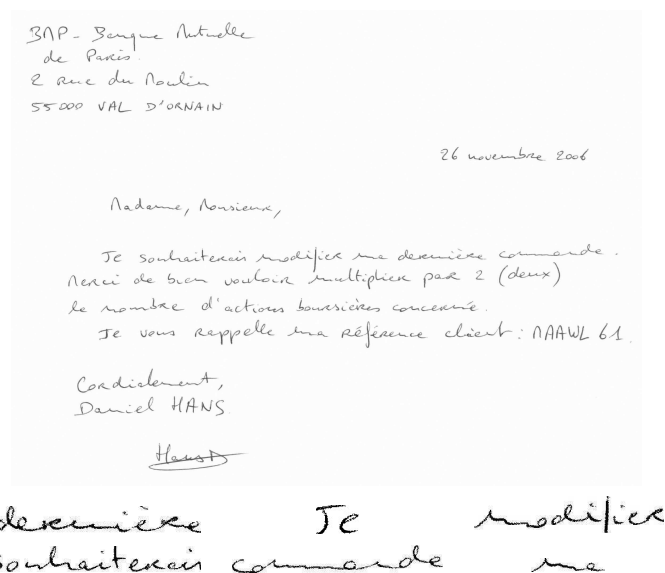 BMP - Banque Mutuelle
de Paris
2 rue du Moulin
55000 VAL D'ORNAIN
26 novembre 2006
Madame, Monsieur,
Je souhaiterais modifier ma dernière commande.
Merci de bien vouloir multiplier par 2 (deux)
le nombre d'actions boursières concerné.
Je vous rappelle ma référence client : MAAWL 61.
Cordialement,
Daniel HANS
Hans D
dernière Je modifier
souhaiterais commande ma